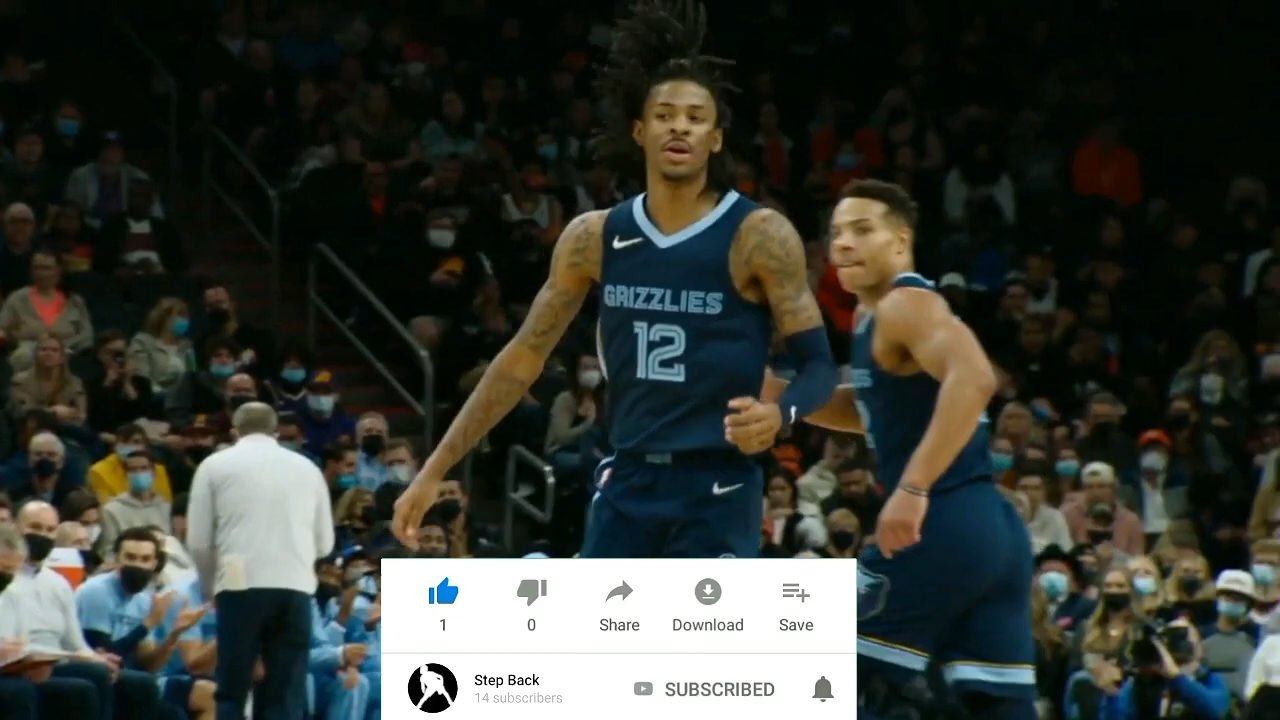 GRIZZLIES
12
1
0
Share
Download
Save
Step Back
14 subscribers
SUBSCRIBED